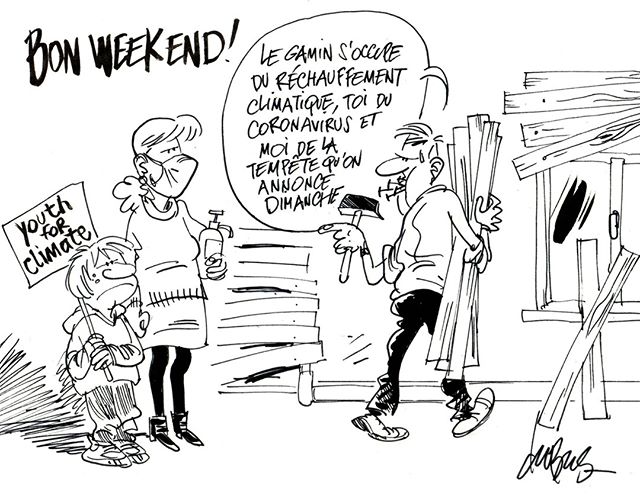 BON WEEKEND!
LE GAMIN S'OCCUPE
DU RÉCHAUFFEMENT
CLIMATIQUE, TOI DU
CORONAVIRUS ET
MOI DE LA
TEMPÊTE QU'ON
ANNONCE
DIMANCHE
youth
for
climate